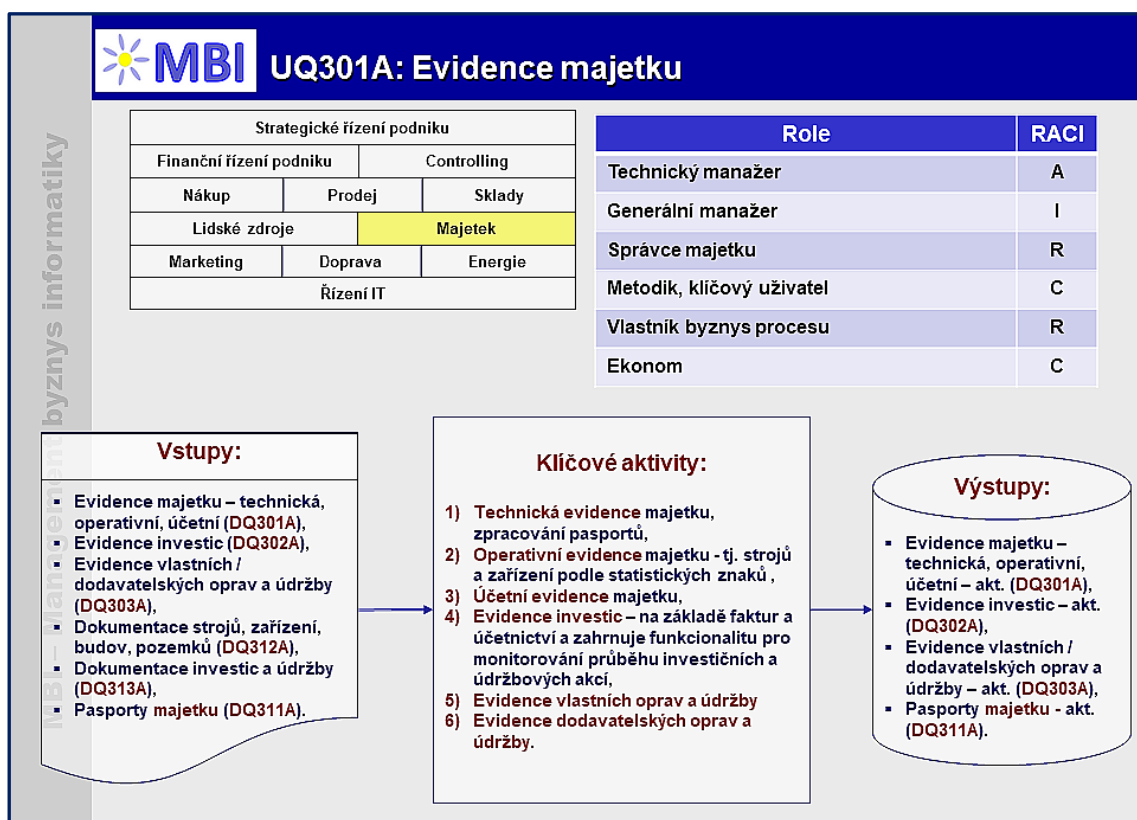 MBI
UQ301A: Evidence majetku
MBI – Management byznys informatiky
Strategické řízení podniku
Finanční řízení podniku
Controlling
Nákup
Prodej
Sklady
Lidské zdroje
Majetek
Marketing
Doprava
Energie
Řízení IT
Role RACI
Technický manažer A
Generální manažer I
Správce majetku R
Metodik, klíčový uživatel C
Vlastník byznys procesu R
Ekonom C
Vstupy:
▪ Evidence majetku – technická,
operativní, účetní (DQ301A),
▪ Evidence investic (DQ302A),
▪ Evidence vlastních /
dodavatelských oprav a údržby
(DQ303A),
▪ Dokumentace strojů, zařízení,
budov, pozemků (DQ312A),
▪ Dokumentace investic a údržby
(DQ313A),
▪ Pasporty majetku (DQ311A).
Klíčové aktivity:
1) Technická evidence majetku,
zpracování pasportů,
2) Operativní evidence majetku - tj. strojů
a zařízení podle statistických znaků ,
3) Účetní evidence majetku,
4) Evidence investic – na základě faktur a
účetnictví a zahrnuje funkcionalitu pro
monitorování průběhu investičních a
údržbových akcí,
5) Evidence vlastních oprav a údržby
6) Evidence dodavatelských oprav a
údržby.
Výstupy:
▪ Evidence majetku –
technická, operativní,
účetní – akt. (DQ301A),
▪ Evidence investic – akt.
(DQ302A),
▪ Evidence vlastních /
dodavatelských oprav a
údržby – akt. (DQ303A),
▪ Pasporty majetku - akt.
(DQ311A).